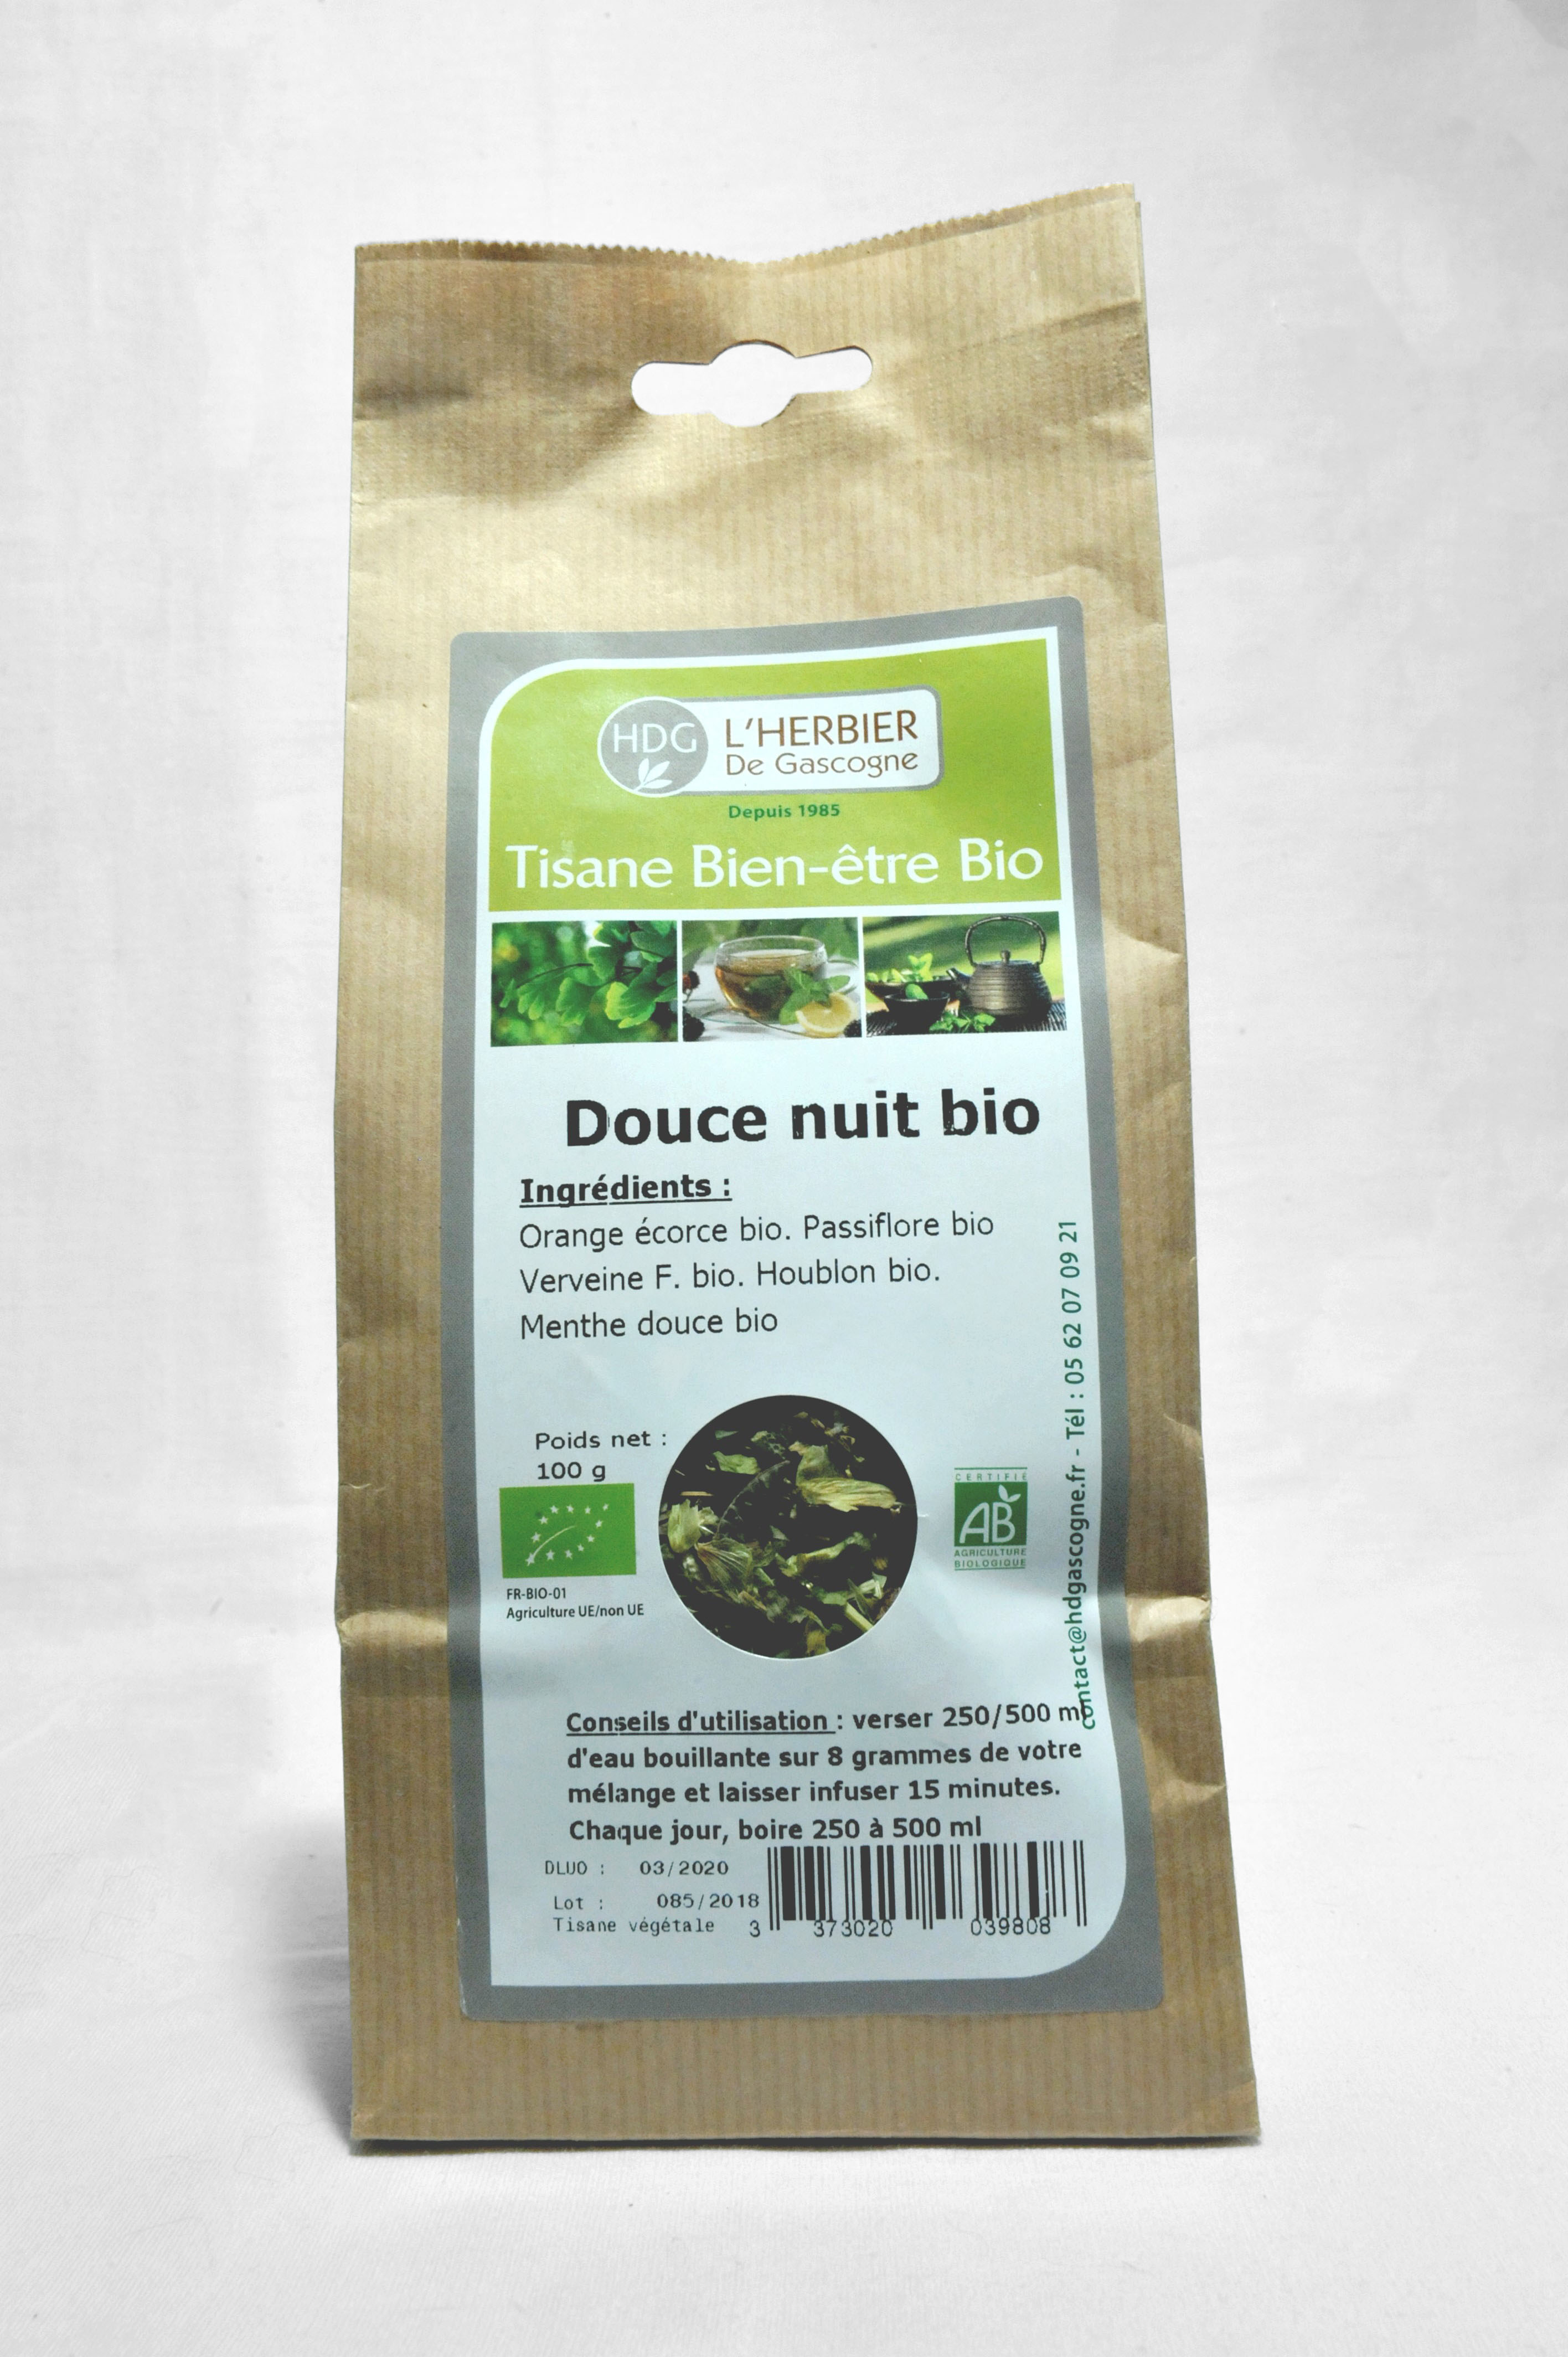 HDG
L'HERBIER
De Gascogne
Depuis 1985
Tisane Bien-être Bio
Douce nuit bio
Ingrédients :
Orange écorce bio. Passiflore bio
Verveine F. bio. Houblon bio.
Menthe douce bio
Poids net :
100 g
FR-BIO-01
Agriculture UE/non UE
CERTIFIÉ
AB
AGRICULTURE
BIOLOGIQUE
contact@hdgascogne.fr - Tél : 05 62 07 09 21
Conseils d'utilisation : verser 250/500 ml
d'eau bouillante sur 8 grammes de votre
mélange et laisser infuser 15 minutes.
Chaque jour, boire 250 à 500 ml
DLUO : 03/2020
Lot : 085/2018
Tisane végétale
3 373020 039808